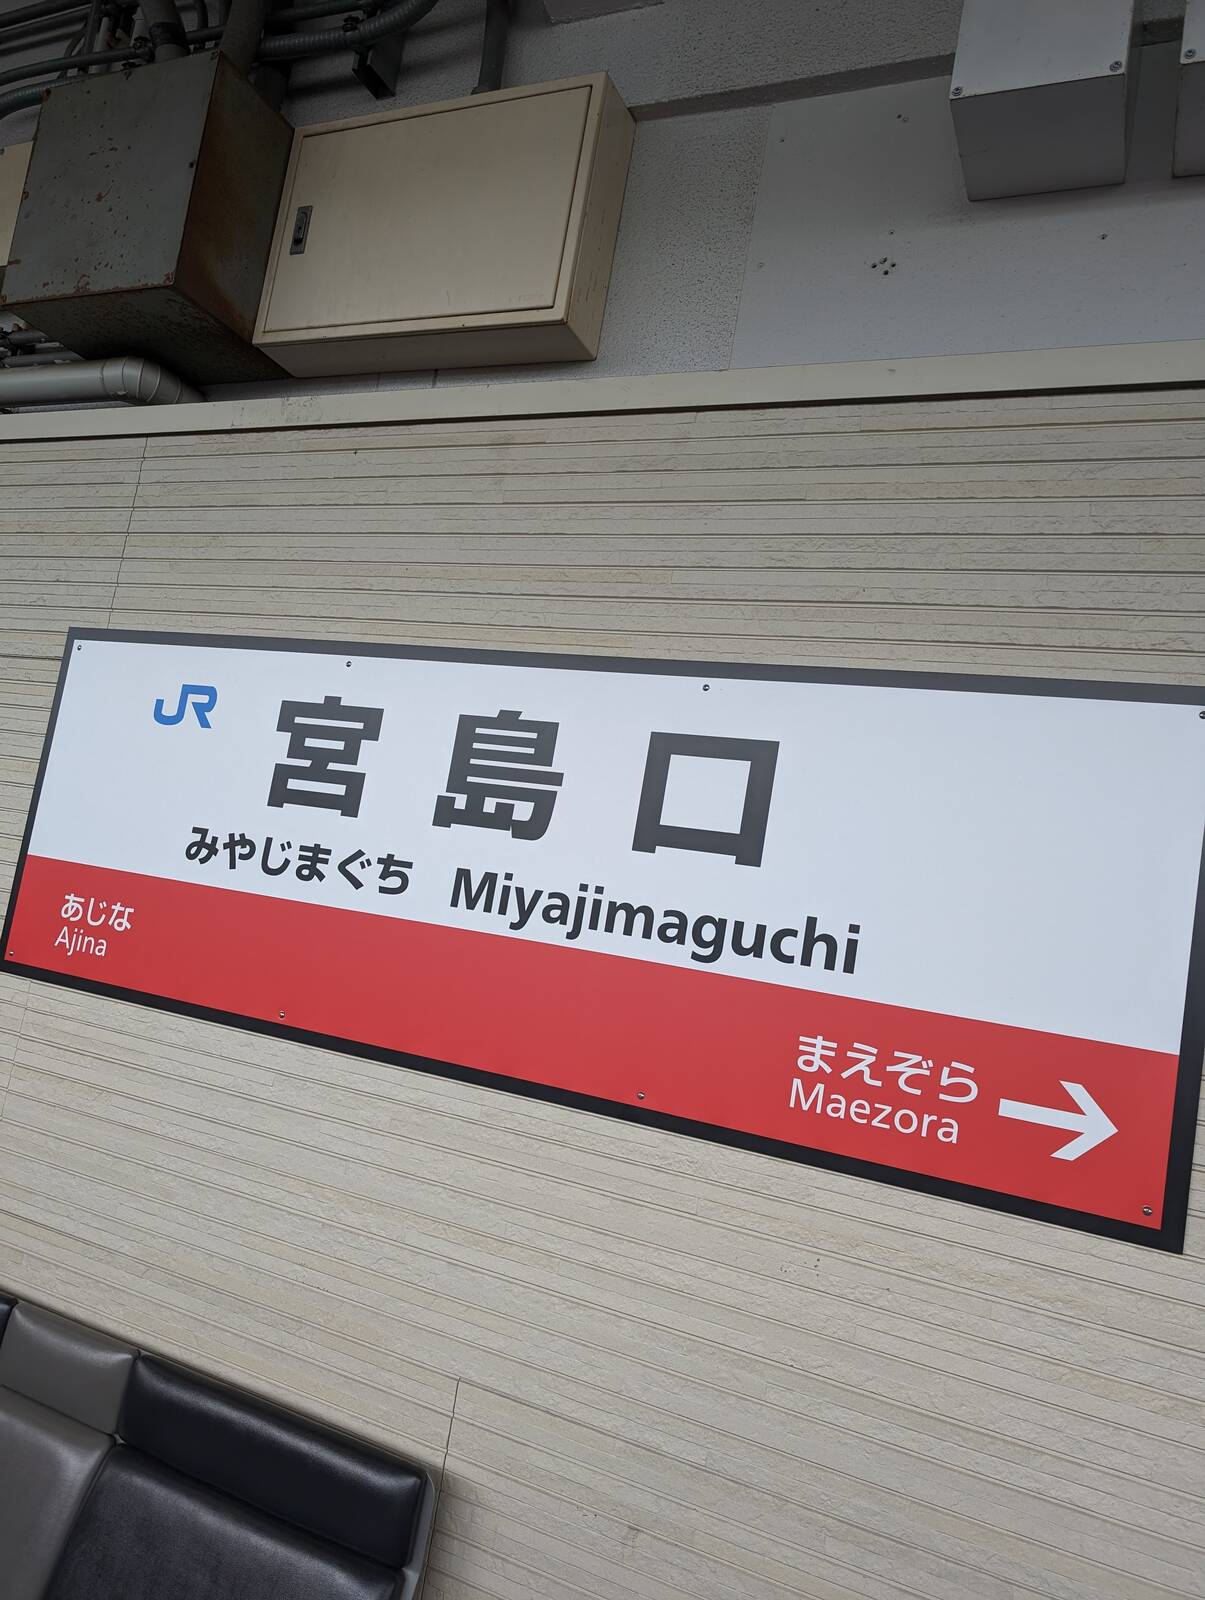 JR 宮島口
みやじまぐち Miyajimaguchi
あじな
Ajina
まえぞら
Maezora